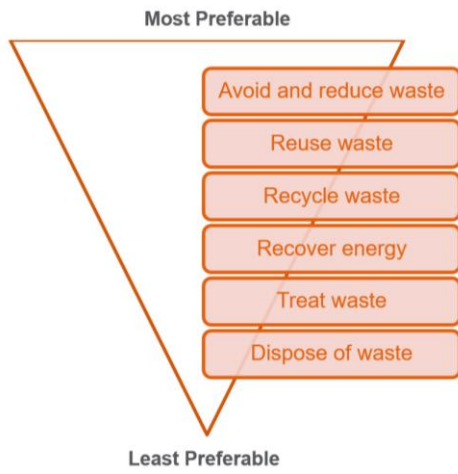 Most Preferable
Avoid and reduce waste
Reuse waste
Recycle waste
Recover energy
Treat waste
Dispose of waste
Least Preferable